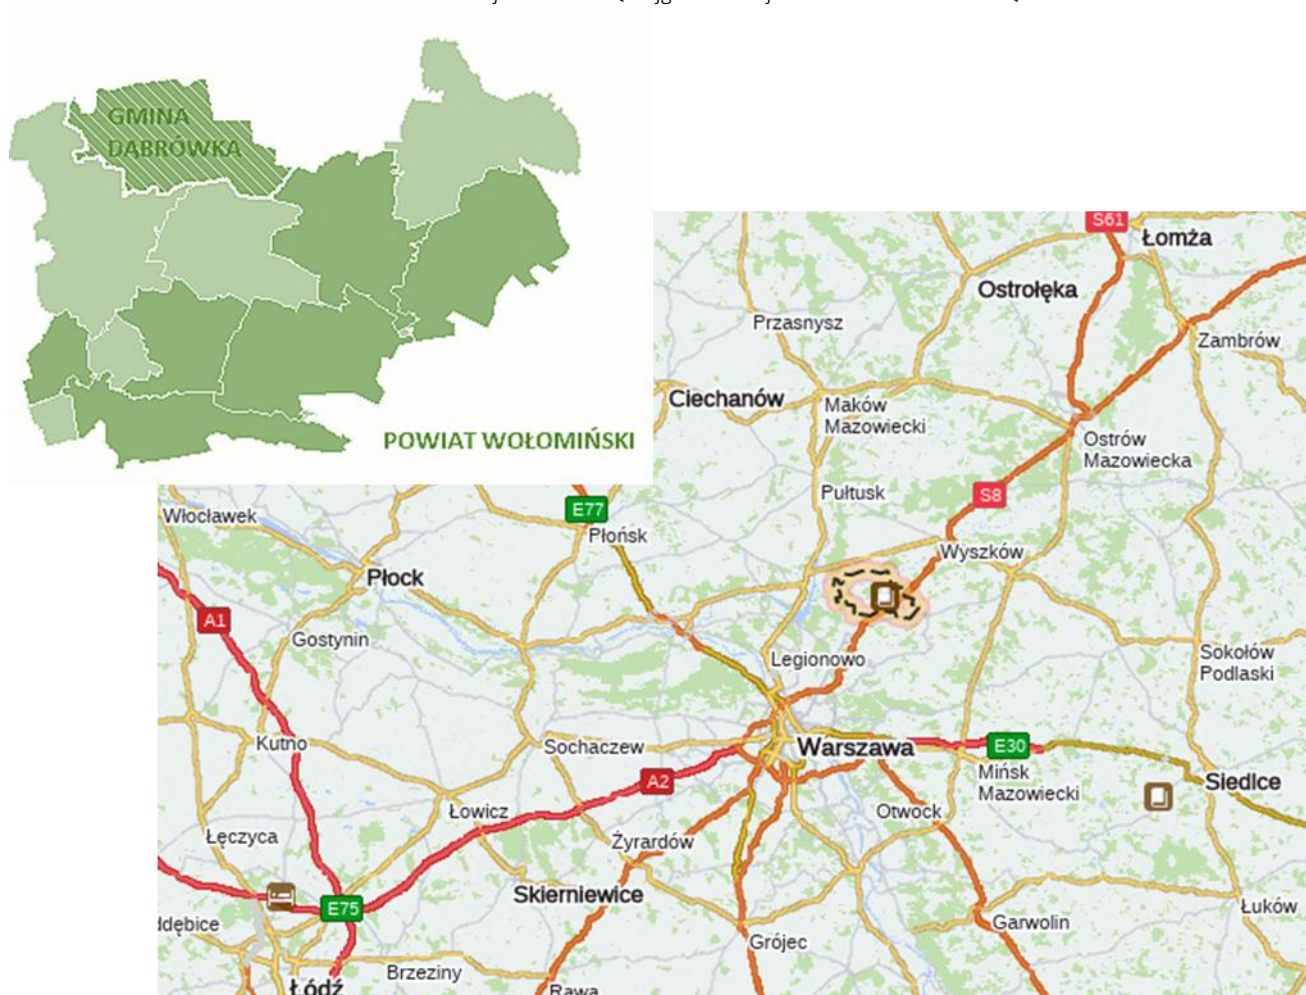 GMINA
DĄBRÓWKA
POWIAT WOŁOMIŃSKI
S61
Łomża
Ostrołęka
Przasnysz
Zambrów
Ciechanów
Maków
Mazowiecki
Ostrów
Mazowiecka
Pułtusk
S8
Włocławek
E77
Płońsk
Wyszków
Płock
A1
Gostynin
Legionowo
Sokołów
Podlaski
Kutno
Sochaczew
Warszawa
E30
A2
Mińsk
Mazowiecki
Siedlce
Łowicz
Otwock
Łęczyca
Żyrardów
Skierniewice
E75
Łuków
ddębice
Garwolin
Grójec
Brzeziny
Łódź
Rawa